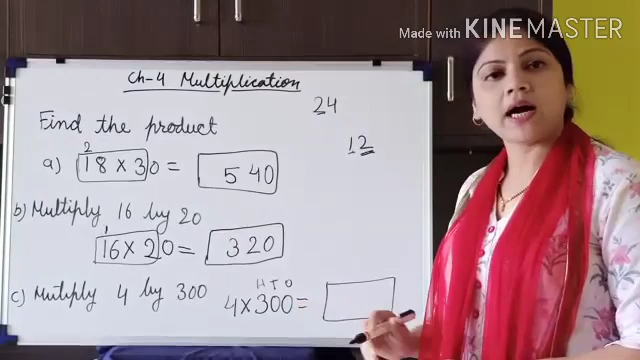 Made with KINEMASTER
Ch-4 Multiplication
24
Find the product
12
2
a) 18 × 30 = 540
b) Multiply 16 by 20
1
16 × 20 = 320
H T O
c) Mutiply 4 by 300 4 × 300 =